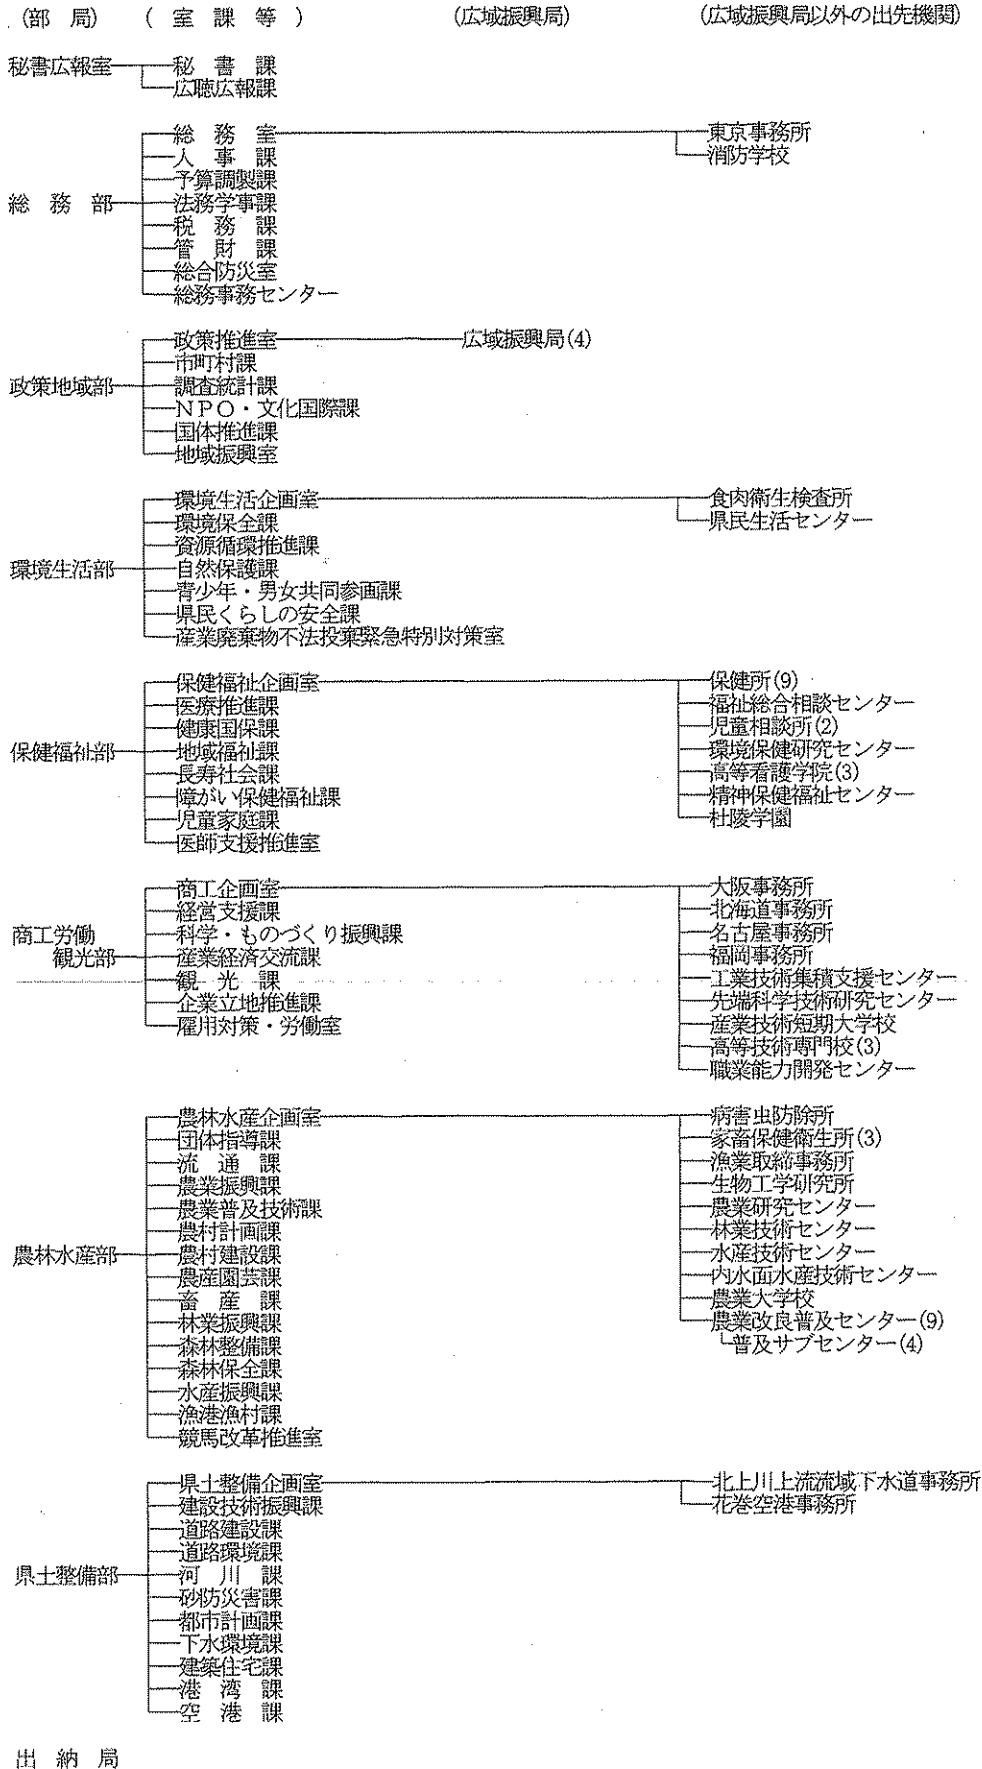 (部　局)　(　室　課　等　)　(広域振興局)　(広域振興局以外の出先機関)
秘書広報室　秘　書　課
広聴広報課
総　務　室　東京事務所
人　事　課　消防学校
予算調製課
総　務　部　法務学事課
税　務　課
管　財　課
総合防災室
総務事務センター
政策推進室　広域振興局(4)
市町村課
政策地域部　調査統計課
NPO・文化国際課
国体推進課
地域振興室
環境生活企画室　食肉衛生検査所
環境保全課　県民生活センター
資源循環推進課
環境生活部　自然保護課
青少年・男女共同参画課
県民くらしの安全課
産業廃棄物不法投棄緊急特別対策室
保健福祉企画室　保健所(9)
医療推進課　福祉総合相談センター
健康国保課　児童相談所(2)
保健福祉部　地域福祉課　環境保健研究センター
長寿社会課　高等看護学院(3)
障がい保健福祉課　精神保健福祉センター
児童家庭課　杜陵学園
医師支援推進室
商工企画室　大阪事務所
経営支援課　北海道事務所
商工労働　科学・ものづくり振興課　名古屋事務所
観光部　産業経済交流課　福岡事務所
観　光　課　工業技術集積支援センター
企業立地推進課　先端科学技術研究センター
雇用対策・労働室　産業技術短期大学校
高等技術専門校(3)
職業能力開発センター
農林水産企画室　病害虫防除所
団体指導課　家畜保健衛生所(3)
流　通　課　漁業取締事務所
農業振興課　生物工学研究所
農業普及技術課　農業研究センター
農村計画課　林業技術センター
農林水産部　農村建設課　水産技術センター
農産園芸課　内水面水産技術センター
畜　産　課　農業大学校
林業振興課　農業改良普及センター(9)
森林整備課　普及サブセンター(4)
森林保全課
水産振興課
漁港漁村課
競馬改革推進室
県土整備企画室　北上川上流流域下水道事務所
建設技術振興課　花巻空港事務所
道路建設課
道路環境課
県土整備部　河　川　課
砂防災害課
都市計画課
下水環境課
建築住宅課
港　湾　課
空　港　課
出　納　局